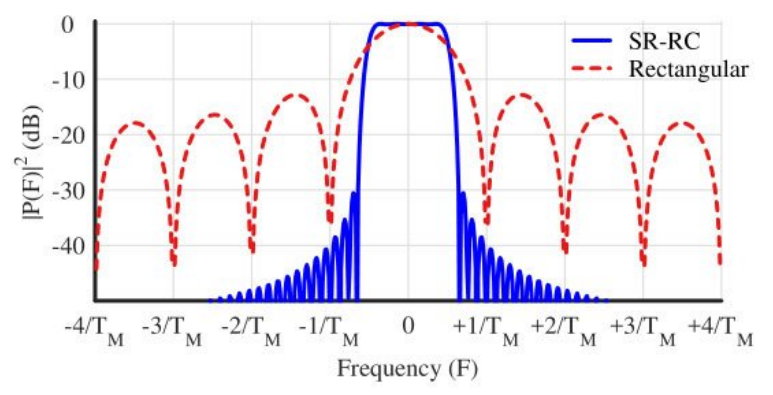 0
-10
-20
-30
-40
|P(F)|² (dB)
SR-RC
Rectangular
-4/T_M -3/T_M -2/T_M -1/T_M 0 +1/T_M +2/T_M +3/T_M +4/T_M
Frequency (F)